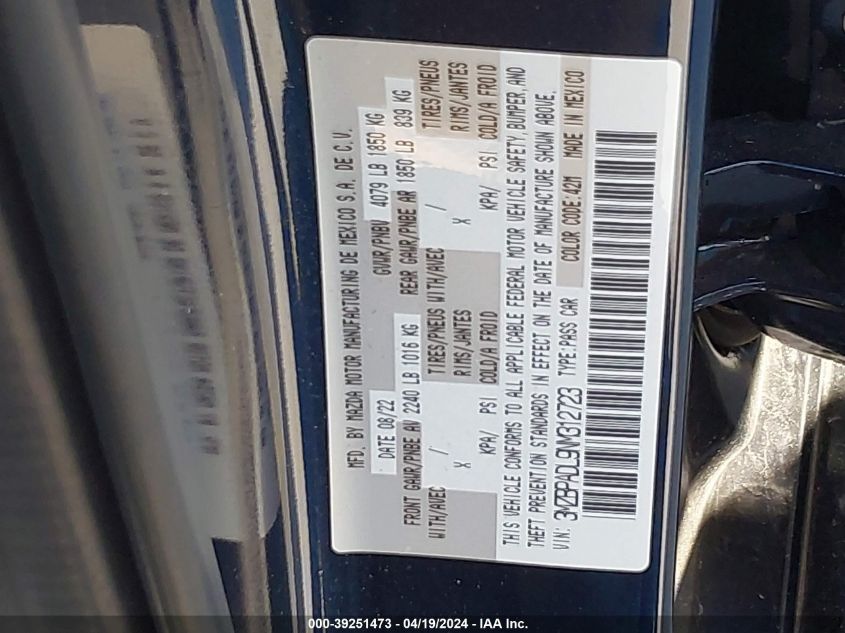 MFD. BY MAZDA MOTOR MANUFACTURING DE MEXICO S.A. DE C.V.
DATE 08/22 GVWR/PNBV 4079 LB 1850 KG
FRONT GAWR/PNBE AV 2240 LB 1016 KG REAR GAWR/PNBE AR 1850 LB 839 KG
WITH/AVEC / TIRES/PNEUS WITH/AVEC / TIRES/PNEUS
X RIMS/JANTES X RIMS/JANTES
KPA/ PSI COLD/A FROID KPA/ PSI COLD/A FROID
THIS VEHICLE CONFORMS TO ALL APPLICABLE FEDERAL MOTOR VEHICLE SAFETY, BUMPER, AND
THEFT PREVENTION STANDARDS IN EFFECT ON THE DATE OF MANUFACTURE SHOWN ABOVE.
VIN: 3MZBPADL9NM312723 TYPE:PASS CAR COLOR CODE:42M MADE IN MEXICO
000-39251473 - 04/19/2024 - IAA Inc.